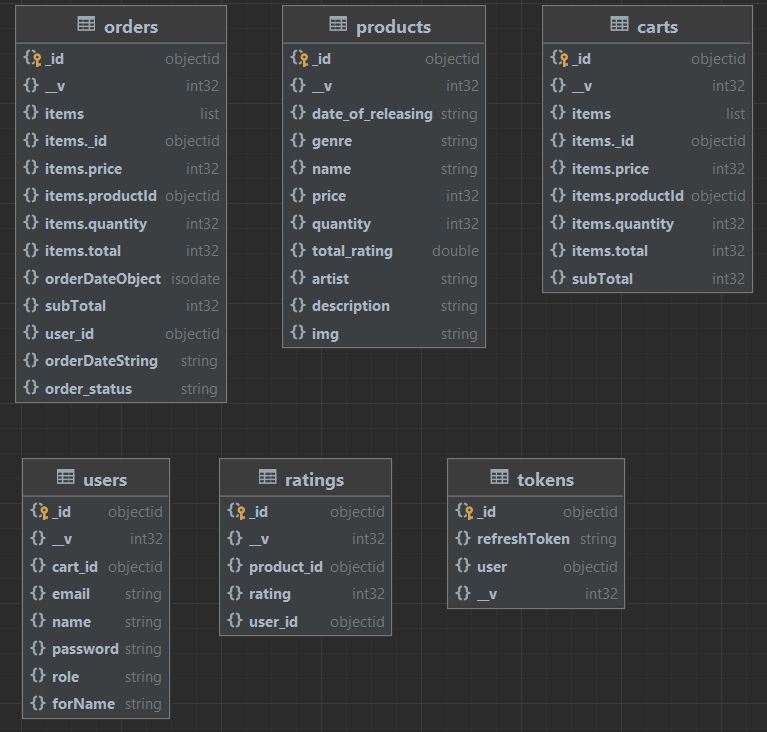 orders
_id objectid
__v int32
items list
items._id objectid
items.price int32
items.productId objectid
items.quantity int32
items.total int32
orderDateObject isodate
subTotal int32
user_id objectid
orderDateString string
order_status string
products
_id objectid
__v int32
date_of_releasing string
genre string
name string
price int32
quantity int32
total_rating double
artist string
description string
img string
carts
_id objectid
__v int32
items list
items._id objectid
items.price int32
items.productId objectid
items.quantity int32
items.total int32
subTotal int32
users
_id objectid
__v int32
cart_id objectid
email string
name string
password string
role string
forName string
ratings
_id objectid
__v int32
product_id objectid
rating int32
user_id objectid
tokens
_id objectid
refreshToken string
user objectid
__v int32